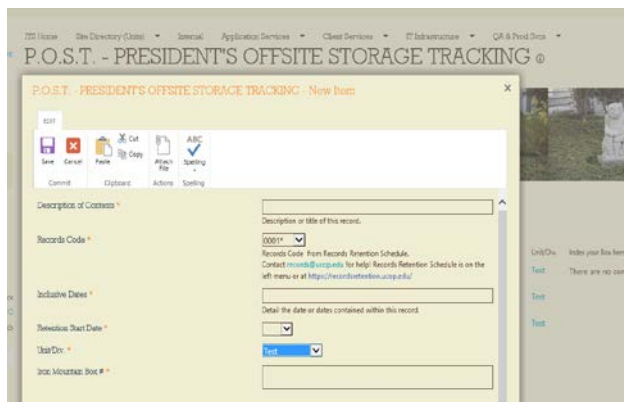 ITS Home Site Directory (Units) Internal Application Services Client Services IT Infrastructure QA & Prod Svcs
P.O.S.T. - PRESIDENT'S OFFSITE STORAGE TRACKING
P.O.S.T. - PRESIDENT'S OFFSITE STORAGE TRACKING - New Item
EDIT
Save Cancel Paste Cut Copy Attach File ABC Spelling
Commit Clipboard Actions Spelling
Description of Contents *
Description or title of this record.
Records Code * 0001*
Records Code from Records Retention Schedule.
Contact records@ucop.edu for help! Records Retention Schedule is on the
left menu or at https://recordsretention.ucop.edu/
Inclusive Dates *
Detail the date or dates contained within this record.
Retention Start Date *
Unit/Div. * Test
Iron Mountain Box # *
Unit/Div. Index your Box here
Test There are no
Test
Test